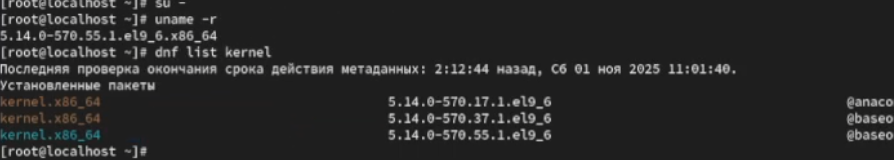 [root@localhost ~]# su -
[root@localhost ~]# uname -r
5.14.0-570.55.1.el9_6.x86_64
[root@localhost ~]# dnf list kernel
Последняя проверка окончания срока действия метаданных: 2:12:44 назад, Сб 01 ноя 2025 11:01:40.
Установленные пакеты
kernel.x86_64 5.14.0-570.17.1.el9_6 @anaco
kernel.x86_64 5.14.0-570.37.1.el9_6 @baseo
kernel.x86_64 5.14.0-570.55.1.el9_6 @baseo
[root@localhost ~]#